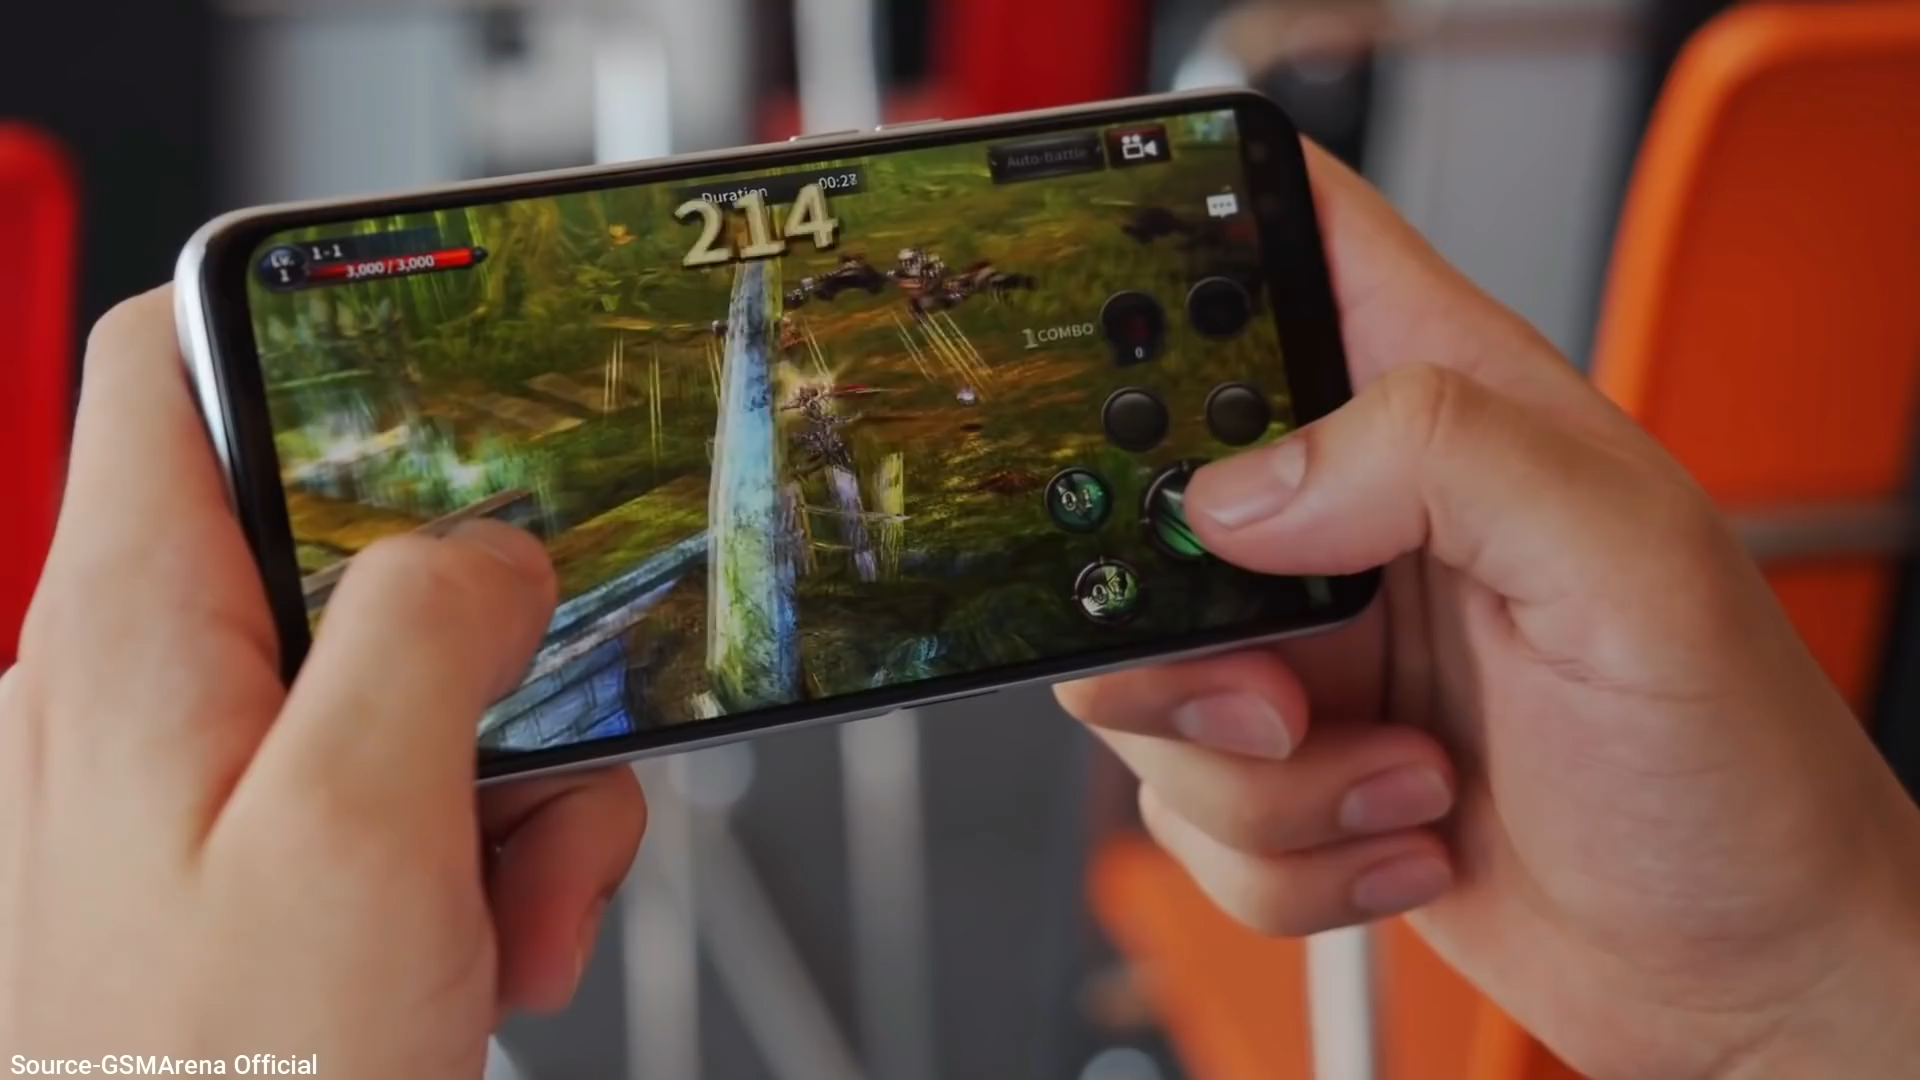 Auto-battle
Duration 00:27
214
Lv. 1
1-1
3,000 / 3,000
1 COMBO
0
Source-GSMArena Official